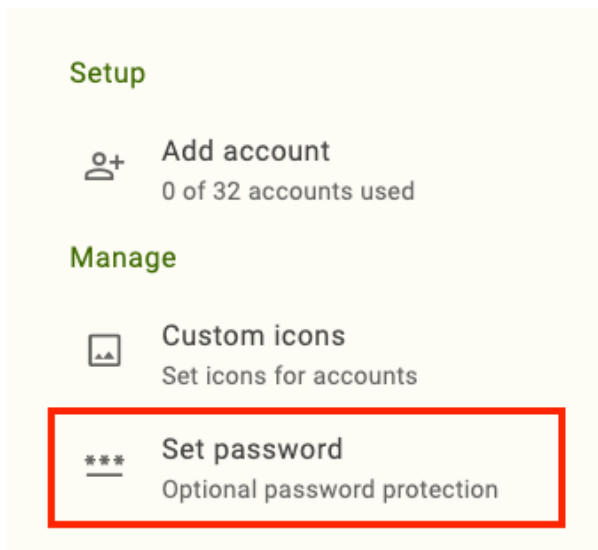 Setup
Add account
0 of 32 accounts used
Manage
Custom icons
Set icons for accounts
Set password
Optional password protection